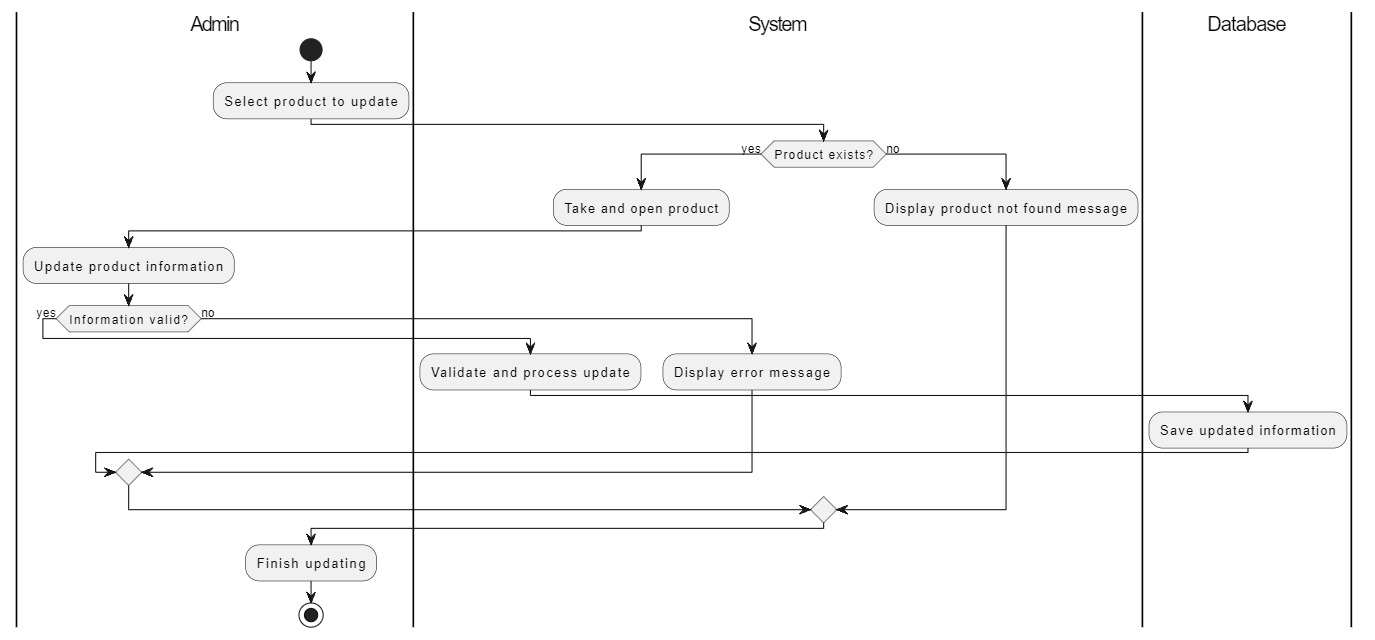 Admin
System
Database
Select product to update
yes
Product exists?
no
Take and open product
Display product not found message
Update product information
yes
Information valid?
no
Validate and process update
Display error message
Save updated information
Finish updating